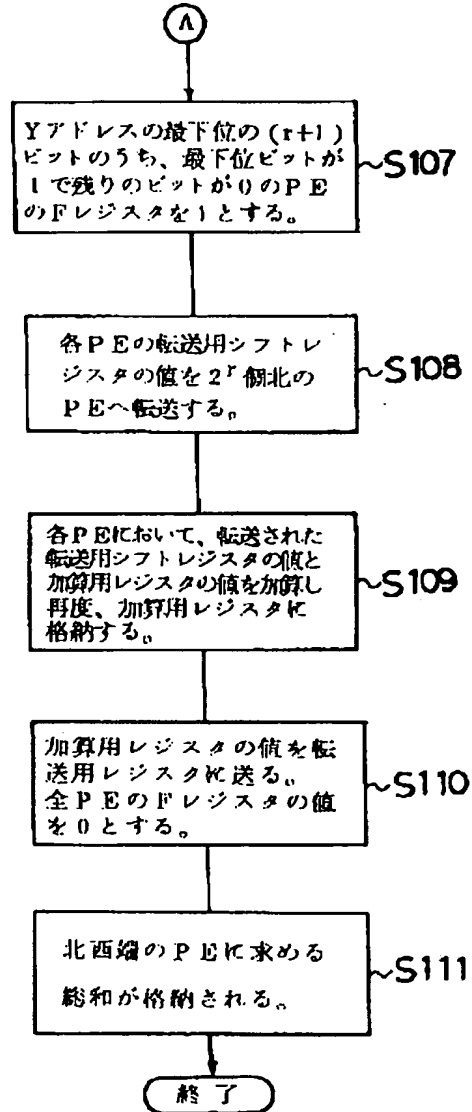 A
Yアドレスの最下位の(r+1)
ビットのうち、最下位ビットが
1で残りのビットが0のPE
のFレジスタを1とする。
~S107
各PEの転送用シフトレ
ジスタの値を2^r個北の
PEへ転送する。
~S108
各PEにおいて、転送された
転送用シフトレジスタの値と
加算用レジスタの値を加算し
再度、加算用レジスタに
格納する。
~S109
加算用レジスタの値を転
送用レジスタに送る。
全PEのFレジスタの値
を0とする。
~S110
北西端のPEに求める
総和が格納される。
~S111
終了